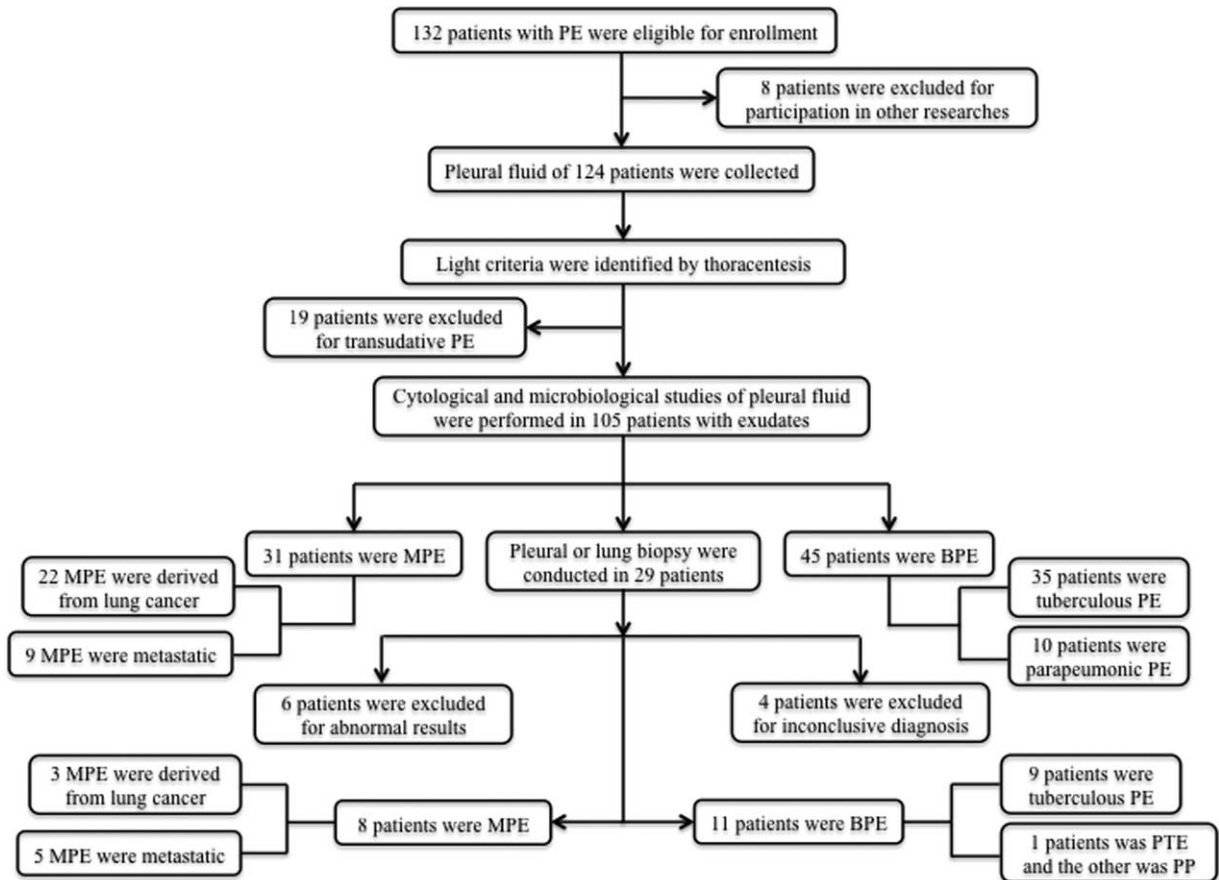 132 patients with PE were eligible for enrollment
8 patients were excluded for
participation in other researches
Pleural fluid of 124 patients were collected
Light criteria were identified by thoracentesis
19 patients were excluded
for transudative PE
Cytological and microbiological studies of pleural fluid
were performed in 105 patients with exudates
31 patients were MPE
22 MPE were derived
from lung cancer
9 MPE were metastatic
Pleural or lung biopsy were
conducted in 29 patients
45 patients were BPE
35 patients were
tuberculous PE
10 patients were
parapeumonic PE
6 patients were excluded
for abnormal results
4 patients were excluded
for inconclusive diagnosis
3 MPE were derived
from lung cancer
5 MPE were metastatic
8 patients were MPE
11 patients were BPE
9 patients were
tuberculous PE
1 patients was PTE
and the other was PP